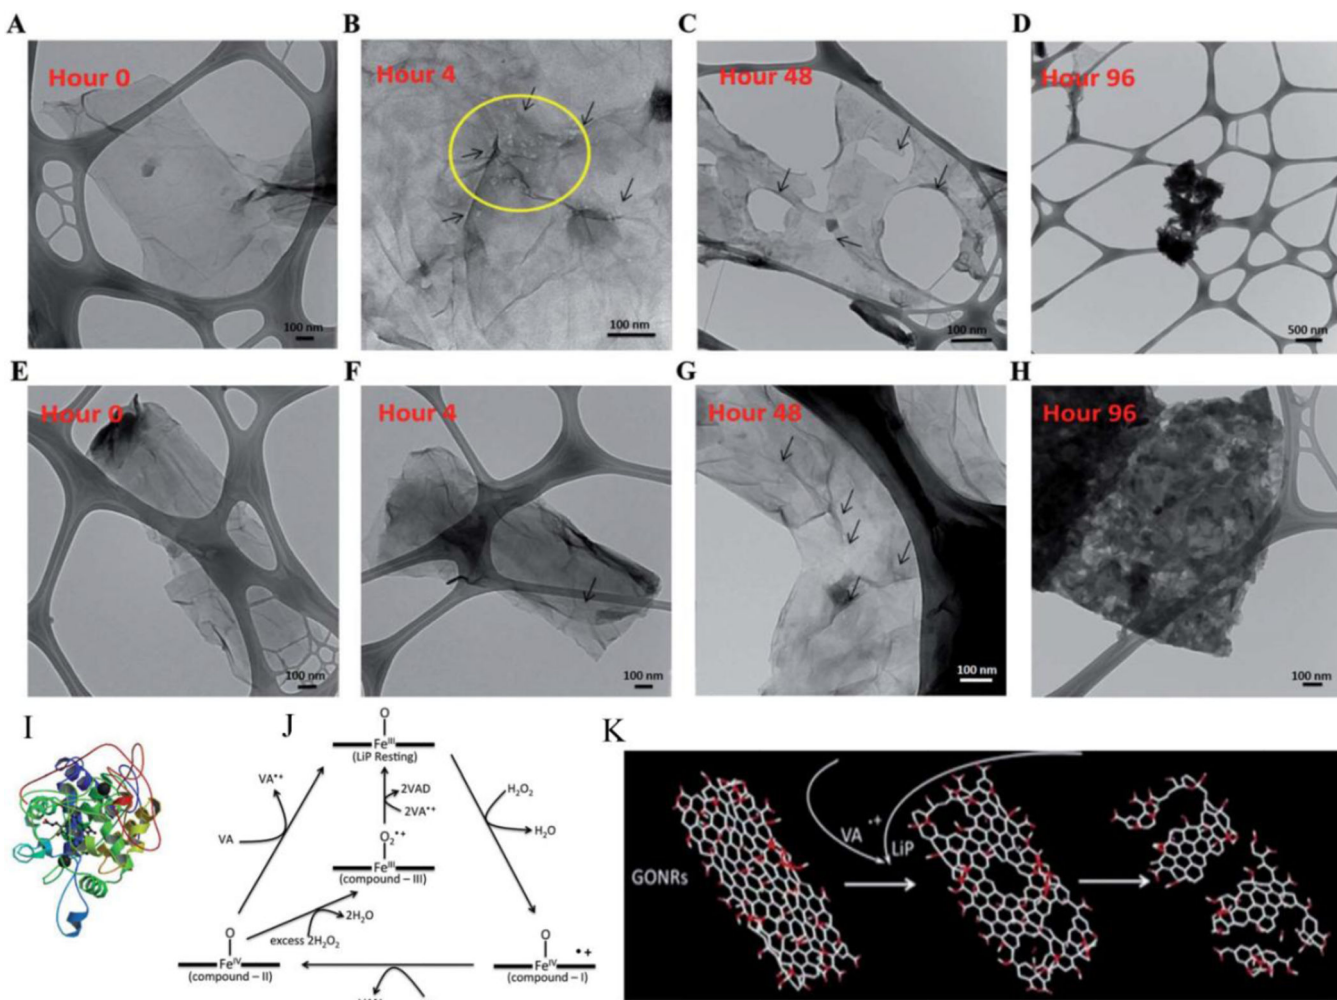 A
B
C
D
Hour 0
Hour 4
Hour 48
Hour 96
100 nm
100 nm
100 nm
500 nm
E
F
G
H
Hour 0
Hour 4
Hour 48
Hour 96
100 nm
100 nm
100 nm
100 nm
I
J
K
O
Fe^III
(LiP Resting)
VA•+
VA
2VAD
2VA•+
H₂O₂
H₂O
O₂•+
Fe^III
(compound – III)
2H₂O
excess 2H₂O₂
O
Fe^IV
(compound – II)
O
•+
Fe^IV
(compound – I)
GONRs
VA •+
LiP